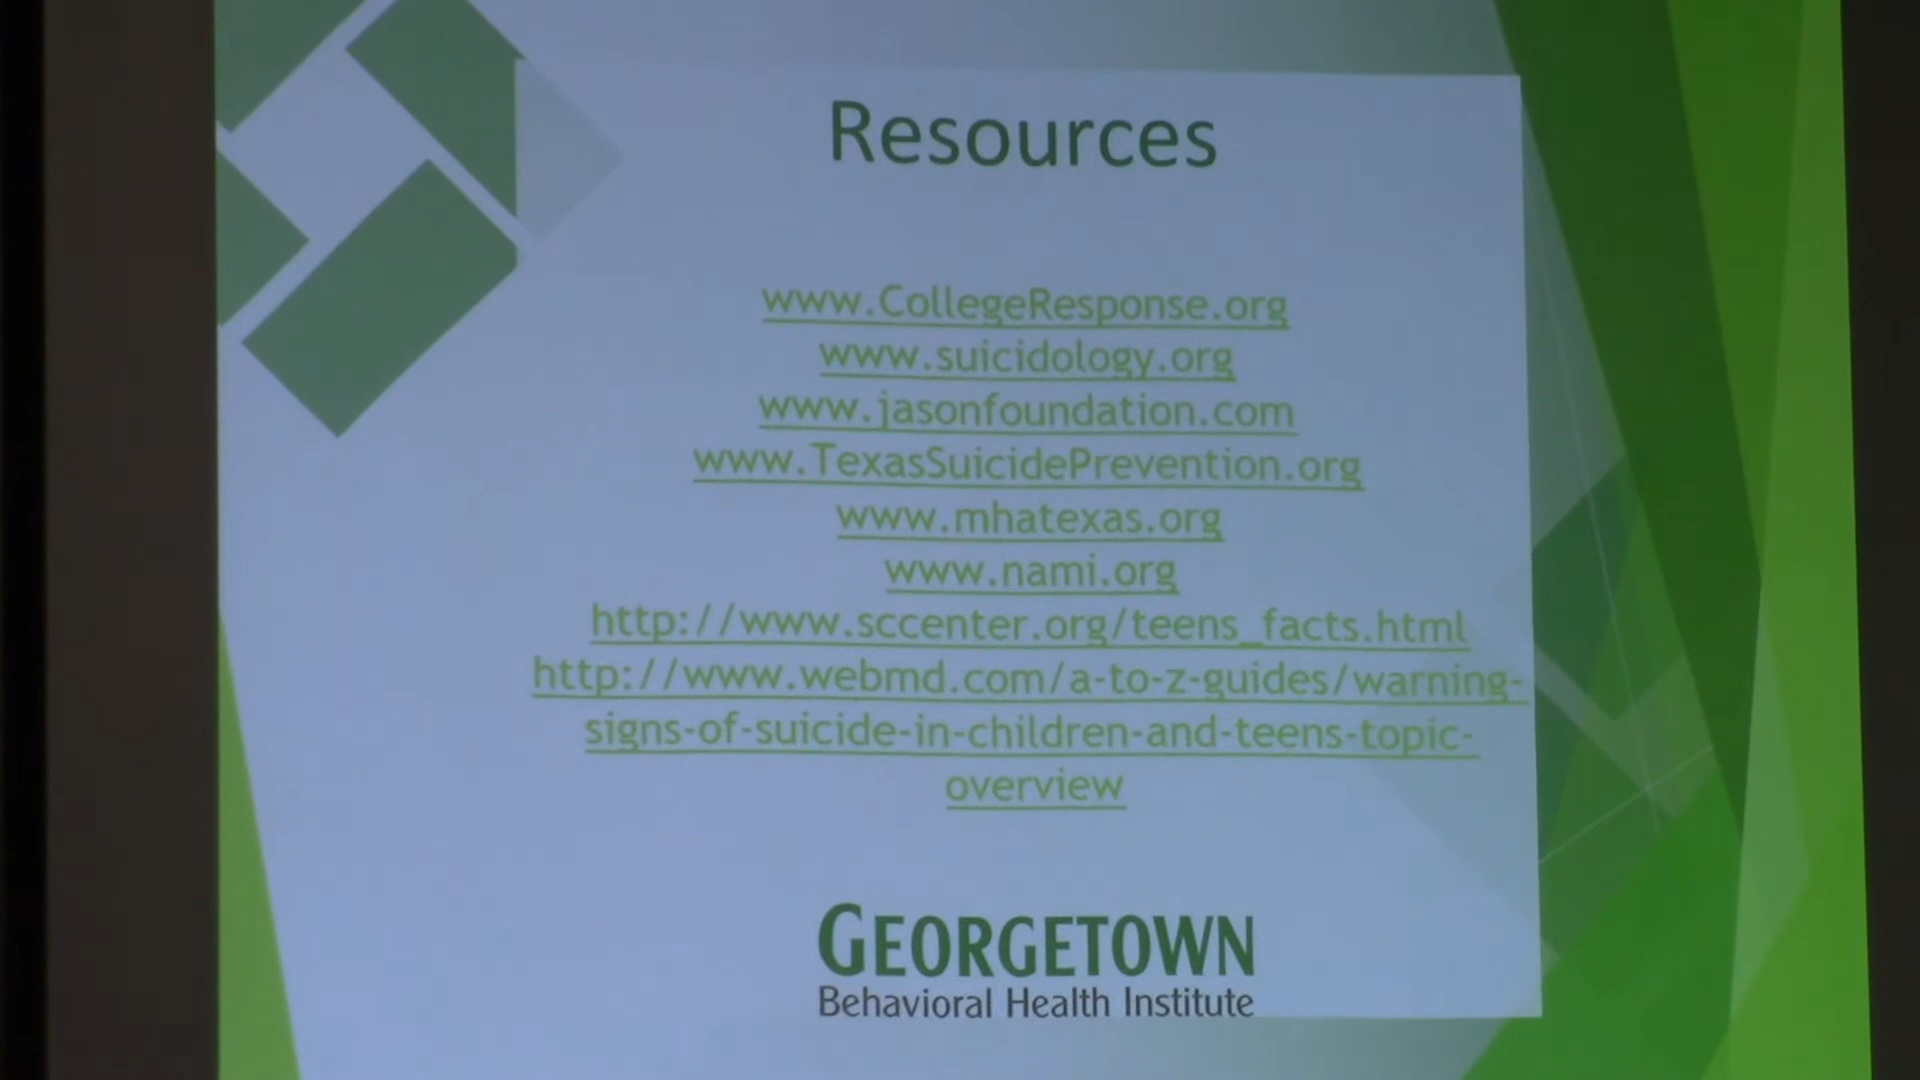 Resources
www.CollegeResponse.org
www.suicidology.org
www.jasonfoundation.com
www.TexasSuicidePrevention.org
www.mhatexas.org
www.nami.org
http://www.sccenter.org/teens_facts.html
http://www.webmd.com/a-to-z-guides/warning-
signs-of-suicide-in-children-and-teens-topic-
overview
GEORGETOWN
Behavioral Health Institute